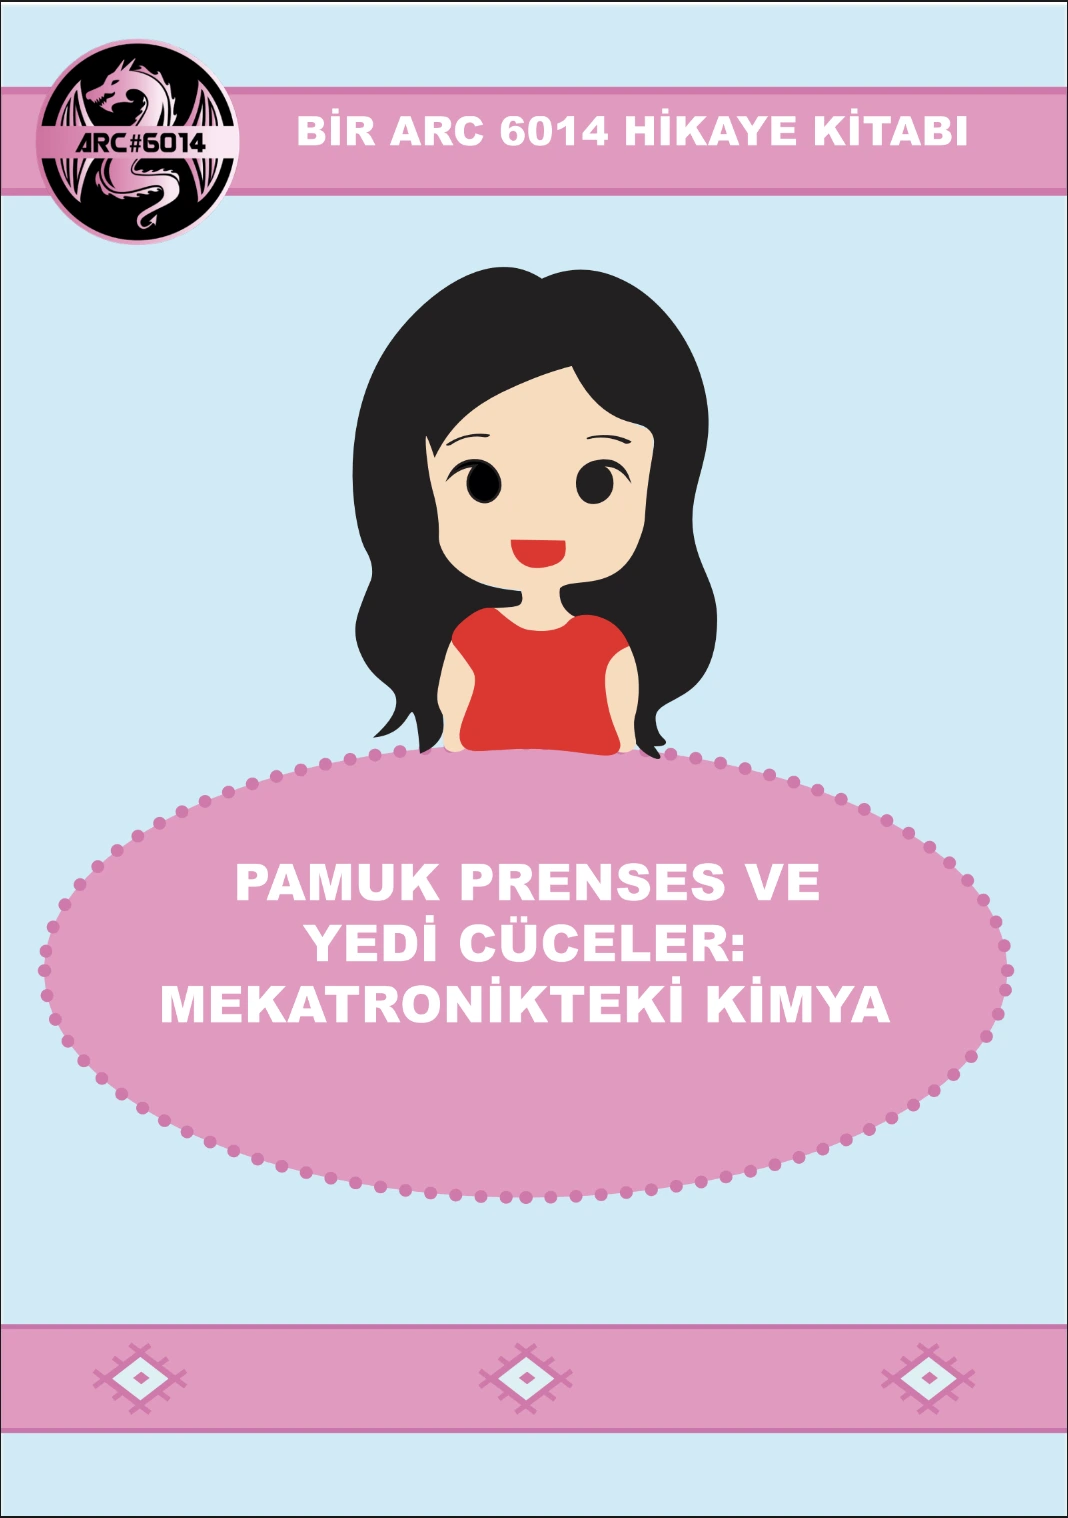 ARC#6014
BİR ARC 6014 HİKAYE KİTABI
PAMUK PRENSES VE
YEDİ CÜCELER:
MEKATRONİKTEKİ KİMYA